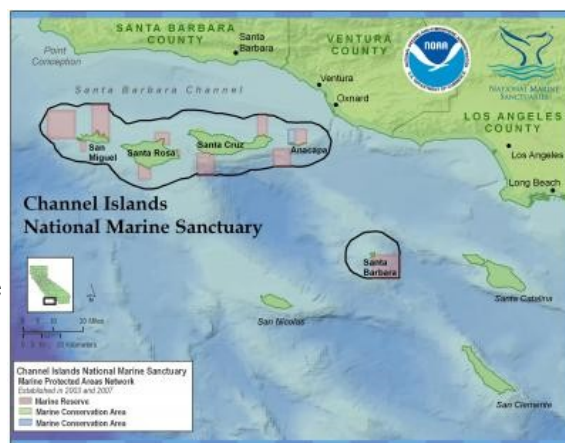 SANTA BARBARA
COUNTY
Santa
Barbara
VENTURA
COUNTY
NOAA
NATIONAL MARINE
SANCTUARIES
Point
Conception
Santa Barbara Channel
Ventura
Oxnard
LOS ANGELES
COUNTY
Los Angeles
Long Beach
San
Miguel
Santa Rosa
Santa Cruz
Anacapa
Channel Islands
National Marine Sanctuary
Santa
Barbara
Santa Catalina
San Nicolas
San Clemente
Channel Islands National Marine Sanctuary
Marine Protected Areas Network
Established in 2003 and 2007
Marine Reserve
Marine Conservation Area
Marine Conservation Area